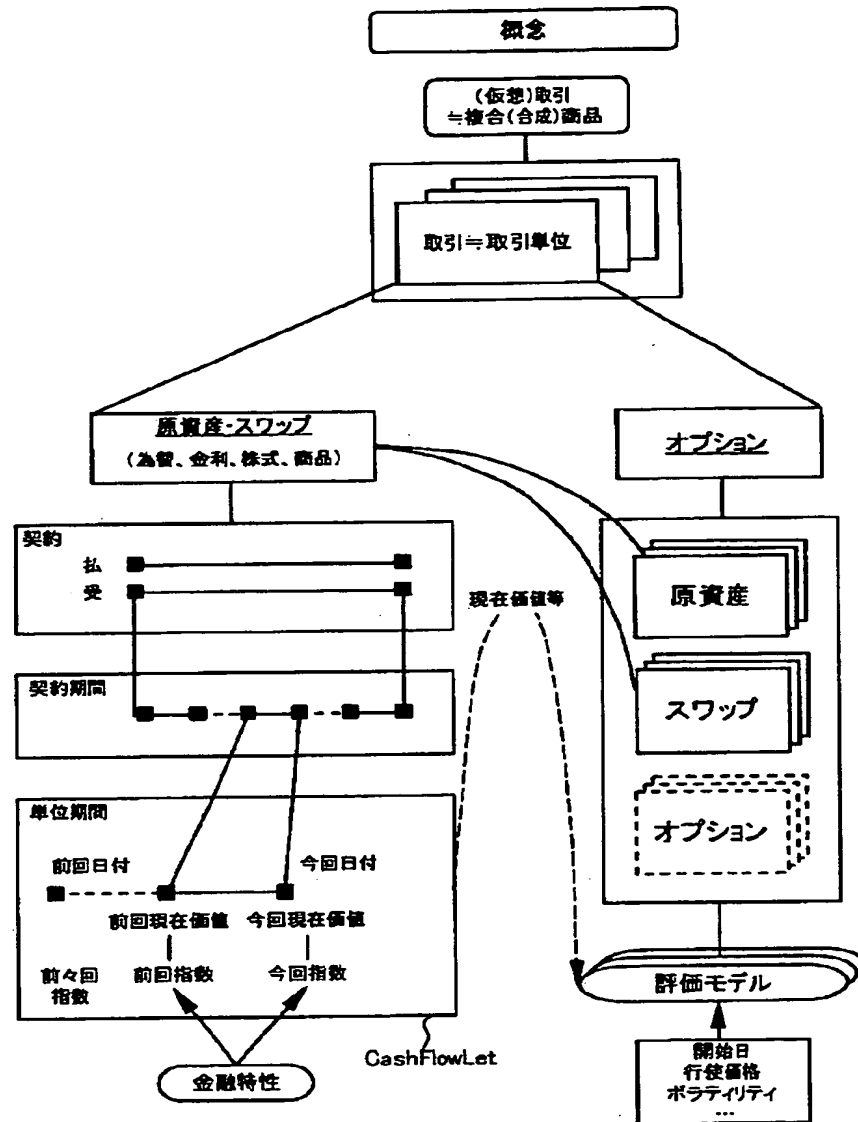 概念
(仮想)取引
≒複合(合成)商品
取引≒取引単位
原資産-スワップ
(為替、金利、株式、商品)
オプション
契約
払
受
現在価値等
原資産
契約期間
スワップ
単位期間
オプション
前回日付
今回日付
前回現在価値
今回現在価値
前々回
指数
前回指数
今回指数
評価モデル
CashFlowLet
金融特性
開始日
行使価格
ボラティリティ
…